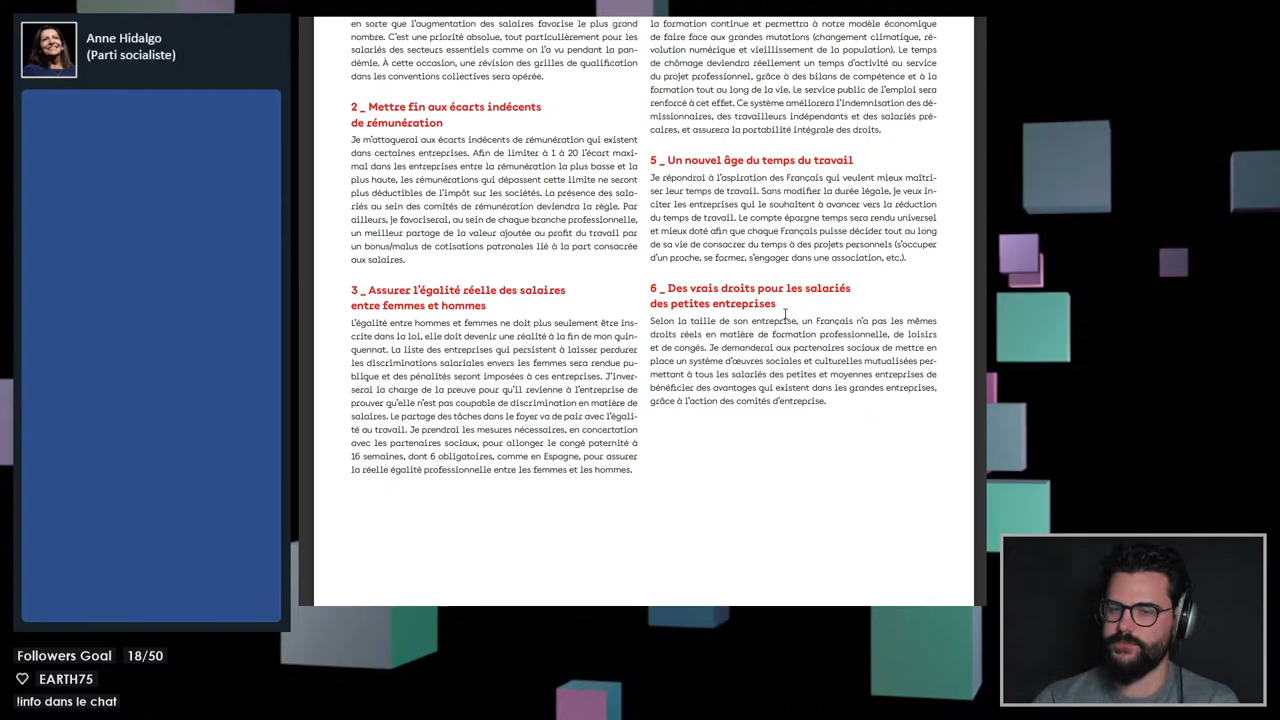 Anne Hidalgo
(Parti socialiste)
en sorte que l'augmentation des salaires favorise le plus grand
nombre. C'est une priorité absolue, tout particulièrement pour les
salariés des secteurs essentiels comme on l'a vu pendant la pan-
démie. À cette occasion, une révision des grilles de qualification
dans les conventions collectives sera opérée.
2 _ Mettre fin aux écarts indécents
de rémunération
Je m'attaquerai aux écarts indécents de rémunération qui existent
dans certaines entreprises. Afin de limiter à 1 à 20 l'écart maxi-
mal dans les entreprises entre la rémunération la plus basse et la
plus haute, les rémunérations qui dépassent cette limite ne seront
plus déductibles de l'impôt sur les sociétés. La présence des sala-
riés au sein des comités de rémunération deviendra la règle. Par
ailleurs, je favoriserai, au sein de chaque branche professionnelle,
un meilleur partage de la valeur ajoutée au profit du travail par
un bonus/malus de cotisations patronales lié à la part consacrée
aux salaires.
3 _ Assurer l'égalité réelle des salaires
entre femmes et hommes
L'égalité entre hommes et femmes ne doit plus seulement être ins-
crite dans la loi, elle doit devenir une réalité à la fin de mon quin-
quennat. La liste des entreprises qui persistent à laisser perdurer
les discriminations salariales envers les femmes sera rendue pu-
blique et des pénalités seront imposées à ces entreprises. J'inver-
serai la charge de la preuve pour qu'il revienne à l'entreprise de
prouver qu'elle n'est pas coupable de discrimination en matière de
salaires. Le partage des tâches dans le foyer va de pair avec l'égali-
té au travail. Je prendrai les mesures nécessaires, en concertation
avec les partenaires sociaux, pour allonger le congé paternité à
16 semaines, dont 6 obligatoires, comme en Espagne, pour assurer
la réelle égalité professionnelle entre les femmes et les hommes.
la formation continue et permettra à notre modèle économique
de faire face aux grandes mutations (changement climatique, ré-
volution numérique et vieillissement de la population). Le temps
de chômage deviendra réellement un temps d'activité au service
du projet professionnel, grâce à des bilans de compétence et à la
formation tout au long de la vie. Le service public de l'emploi sera
renforcé à cet effet. Ce système améliorera l'indemnisation des dé-
missionnaires, des travailleurs indépendants et des salariés pré-
caires, et assurera la portabilité intégrale des droits.
5 _ Un nouvel âge du temps du travail
Je répondrai à l'aspiration des Français qui veulent mieux maîtri-
ser leur temps de travail. Sans modifier la durée légale, je veux in-
citer les entreprises qui le souhaitent à avancer vers la réduction
du temps de travail. Le compte épargne temps sera rendu universel
et mieux doté afin que chaque Français puisse décider tout au long
de sa vie de consacrer du temps à des projets personnels (s'occuper
d'un proche, se former, s'engager dans une association, etc.).
6 _ Des vrais droits pour les salariés
des petites entreprises
Selon la taille de son entreprise, un Français n'a pas les mêmes
droits réels en matière de formation professionnelle, de loisirs
et de congés. Je demanderai aux partenaires sociaux de mettre en
place un système d'œuvres sociales et culturelles mutualisées per-
mettant à tous les salariés des petites et moyennes entreprises de
bénéficier des avantages qui existent dans les grandes entreprises,
grâce à l'action des comités d'entreprise.
Followers Goal 18/50
EARTH75
!info dans le chat